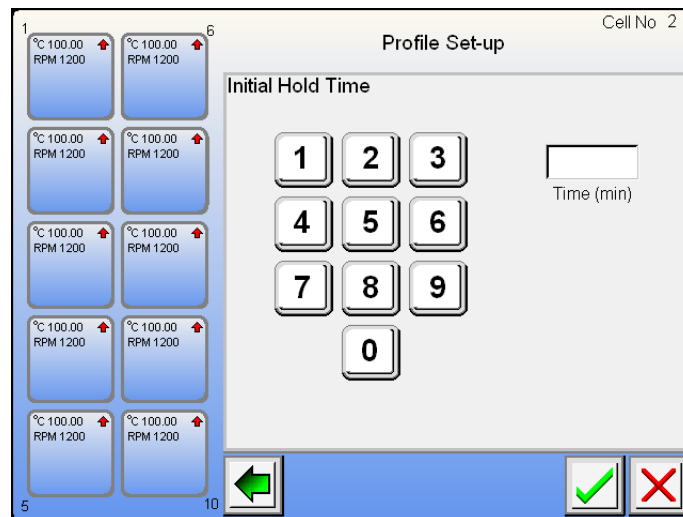 1
6
°C 100.00
RPM 1200
°C 100.00
RPM 1200
°C 100.00
RPM 1200
°C 100.00
RPM 1200
°C 100.00
RPM 1200
°C 100.00
RPM 1200
°C 100.00
RPM 1200
°C 100.00
RPM 1200
°C 100.00
RPM 1200
°C 100.00
RPM 1200
5
10
Cell No 2
Profile Set-up
Initial Hold Time
1 2 3
4 5 6
7 8 9
0
Time (min)